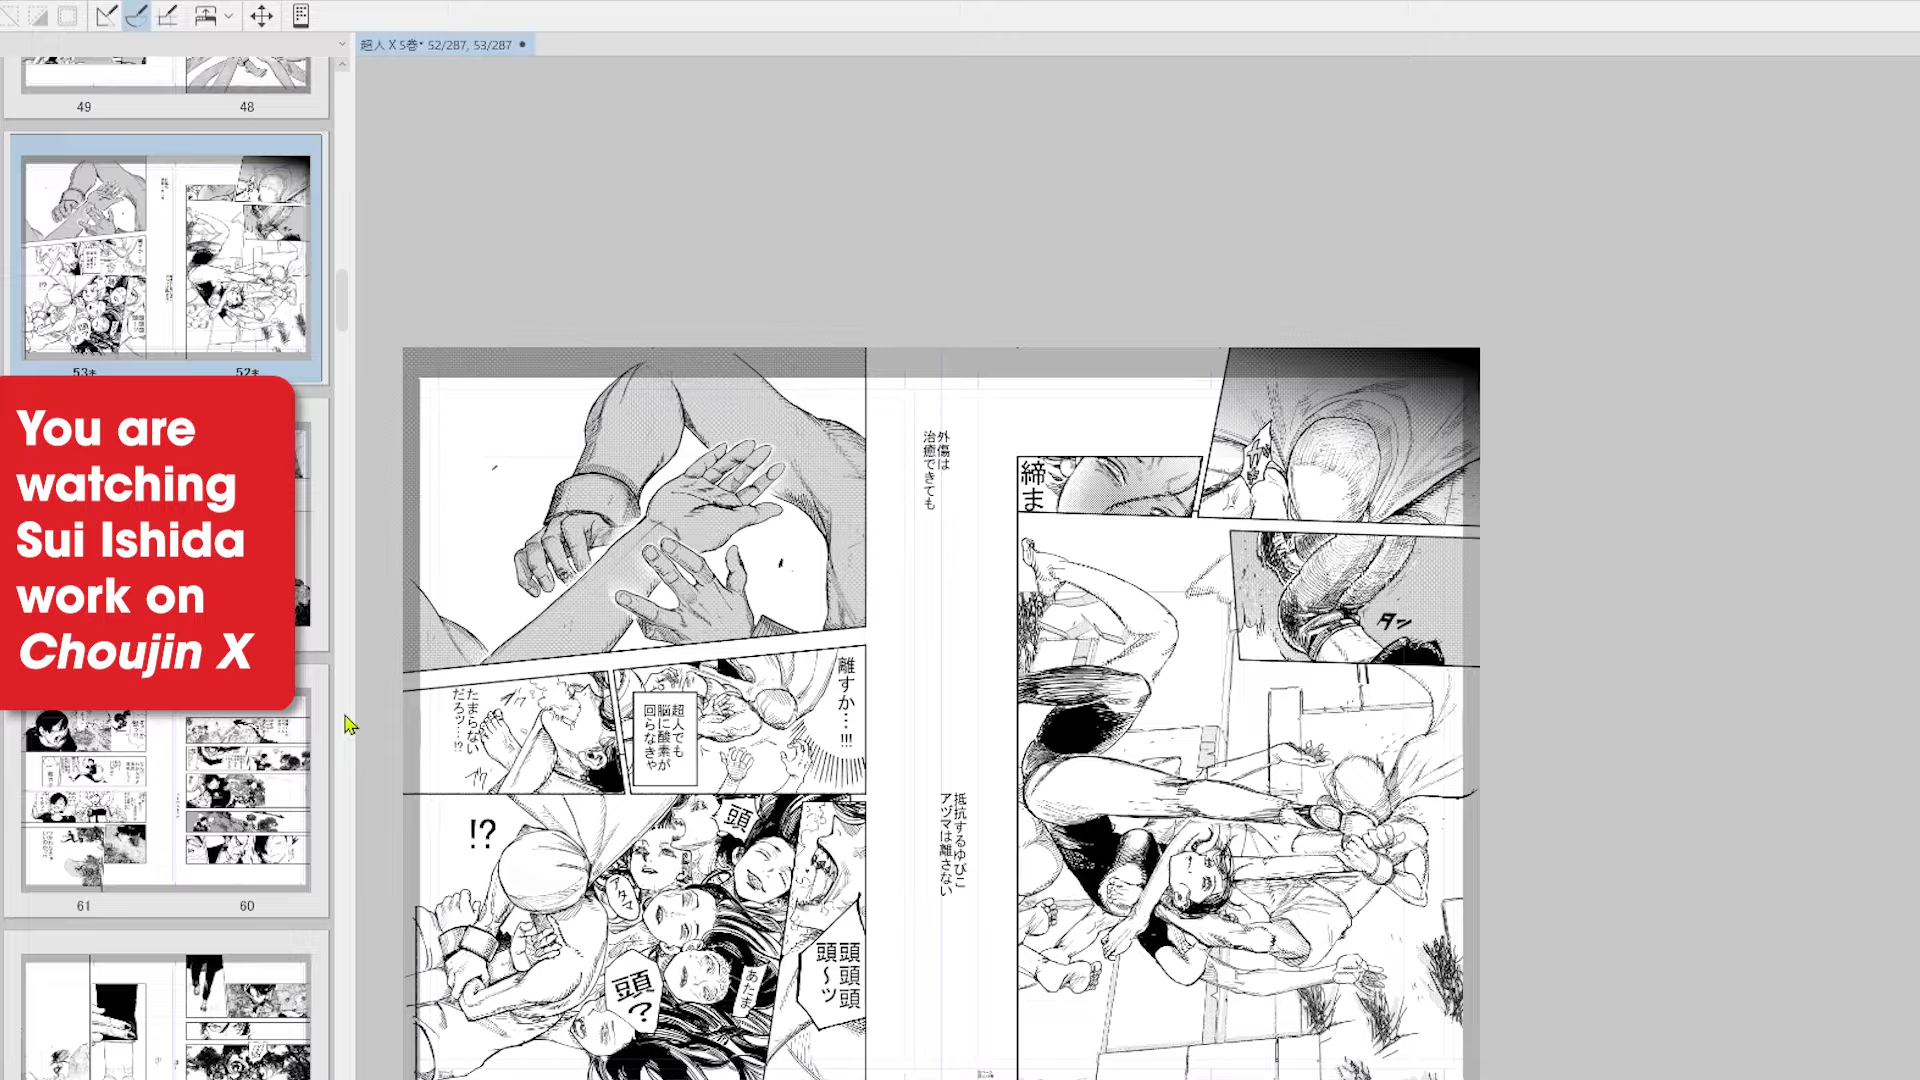 超人 X 5巻* 52/287, 53/287
49
48
53*
52*
You are
watching
Sui Ishida
work on
Choujin X
61
60
締ま
タン
外傷は
治癒できても
抵抗するゆびこ
アヅマは離さない
離すか…!!!
超人でも
脳に酸素が
回らなきゃ
たまらない
だろッ…!?
頭
!?
アタマ
頭頭頭
頭〜ッ
あたま
頭?